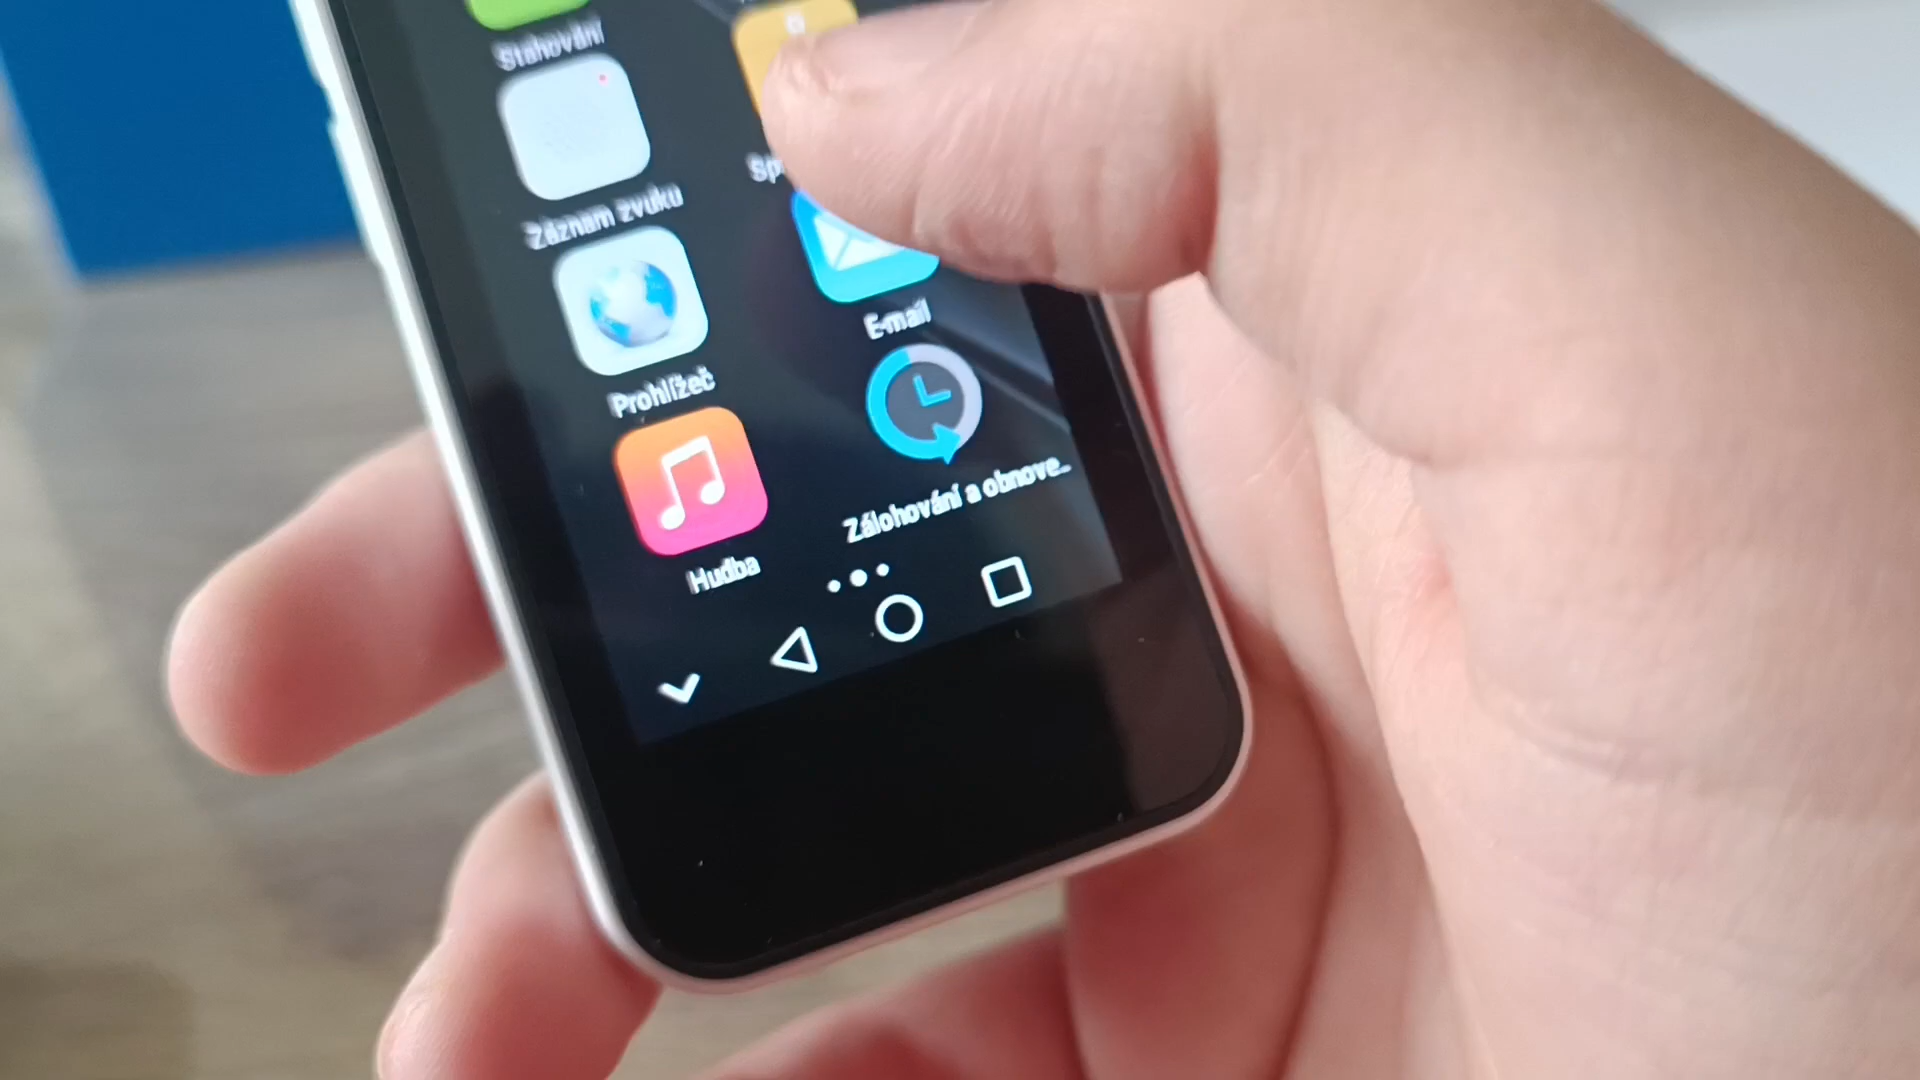 Stahování
Záznam zvuku
Prohlížeč
E-mail
Hudba
Zálohování a obnove...